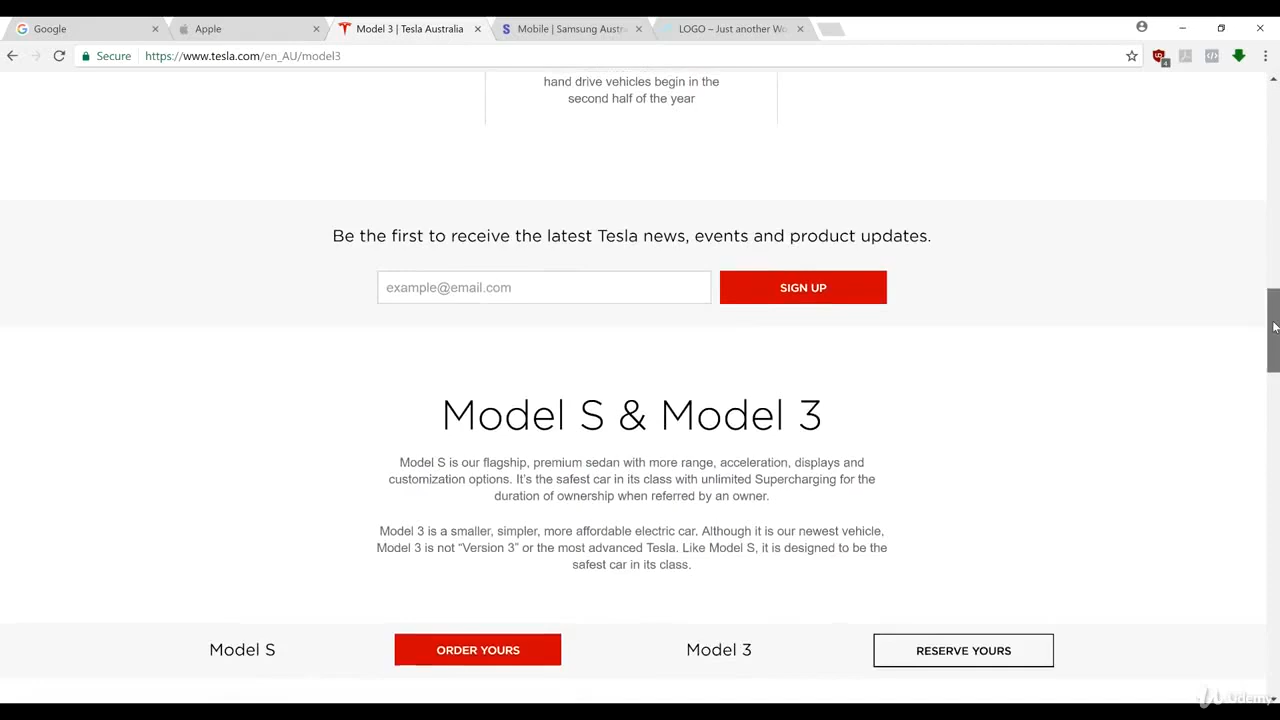 Google
Apple
Model 3 | Tesla Australia
Mobile | Samsung Austr
LOGO – Just another Wo
Secure
https://www.tesla.com/en_AU/model3
4
hand drive vehicles begin in the
second half of the year
Be the first to receive the latest Tesla news, events and product updates.
example@email.com
SIGN UP
Model S & Model 3
Model S is our flagship, premium sedan with more range, acceleration, displays and
customization options. It’s the safest car in its class with unlimited Supercharging for the
duration of ownership when referred by an owner.
Model 3 is a smaller, simpler, more affordable electric car. Although it is our newest vehicle,
Model 3 is not “Version 3” or the most advanced Tesla. Like Model S, it is designed to be the
safest car in its class.
Model S
ORDER YOURS
Model 3
RESERVE YOURS
Udemy